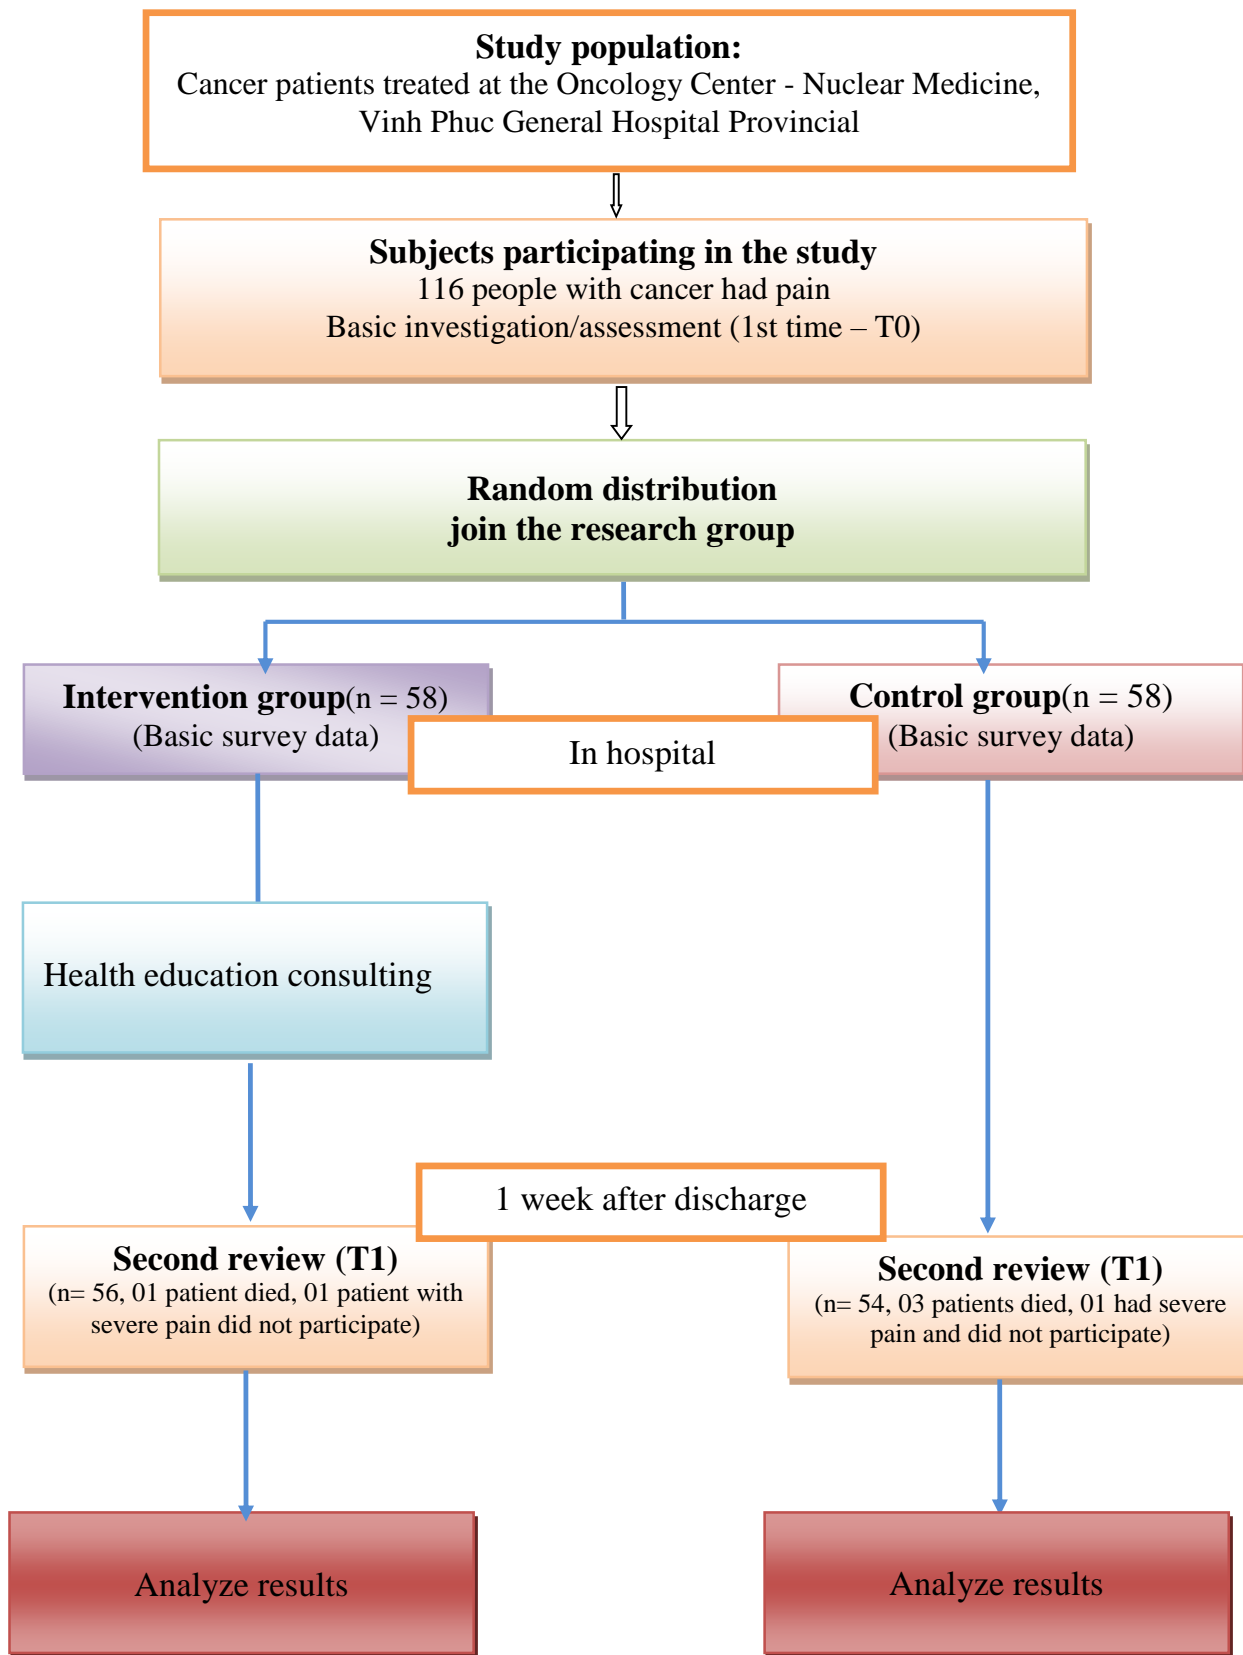 Study population:
Cancer patients treated at the Oncology Center - Nuclear Medicine,
Vinh Phuc General Hospital Provincial
Subjects participating in the study
116 people with cancer had pain
Basic investigation/assessment (1st time – T0)
Random distribution
join the research group
Intervention group(n = 58)
(Basic survey data)
Control group(n = 58)
(Basic survey data)
In hospital
Health education consulting
1 week after discharge
Second review (T1)
(n= 56, 01 patient died, 01 patient with
severe pain did not participate)
Second review (T1)
(n= 54, 03 patients died, 01 had severe
pain and did not participate)
Analyze results
Analyze results